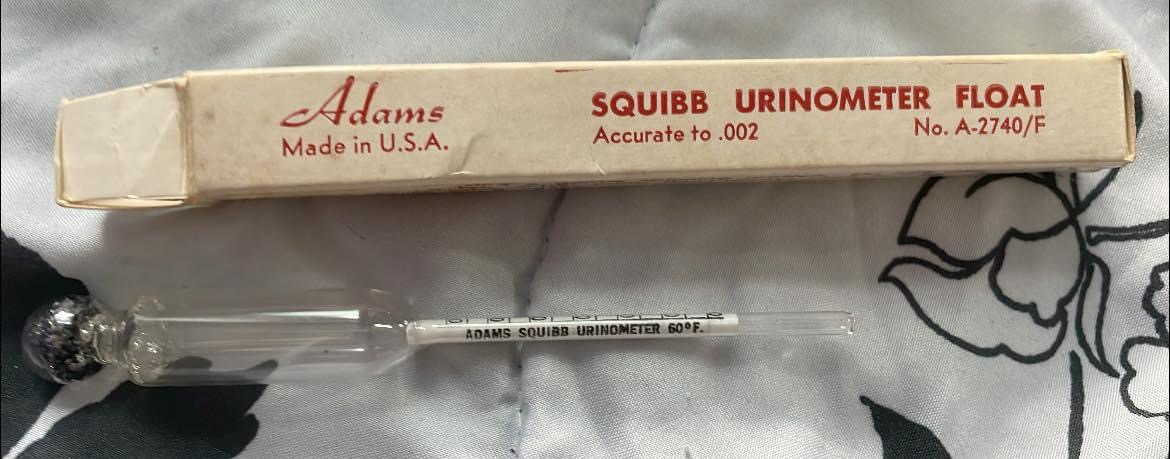 Adams
Made in U.S.A.
SQUIBB URINOMETER FLOAT
Accurate to .002
No. A-2740/F
ADAMS SQUIBB URINOMETER 60°F.